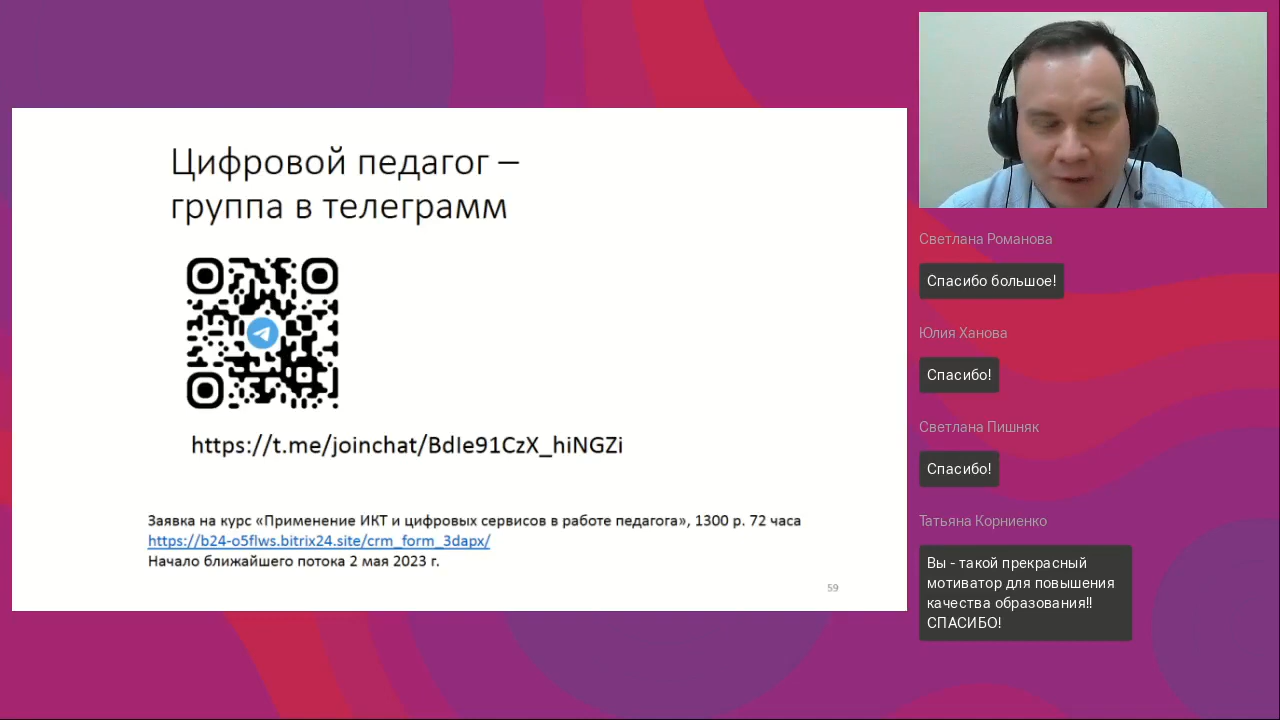 Цифровой педагог –
группа в телеграмм
https://t.me/joinchat/BdIe91CzX_hiNGZi
Заявка на курс «Применение ИКТ и цифровых сервисов в работе педагога», 1300 р. 72 часа
https://b24-o5flws.bitrix24.site/crm_form_3dapx/
Начало ближайшего потока 2 мая 2023 г.
59
Светлана Романова
Спасибо большое!
Юлия Ханова
Спасибо!
Светлана Пишняк
Спасибо!
Татьяна Корниенко
Вы - такой прекрасный
мотиватор для повышения
качества образования!!
СПАСИБО!